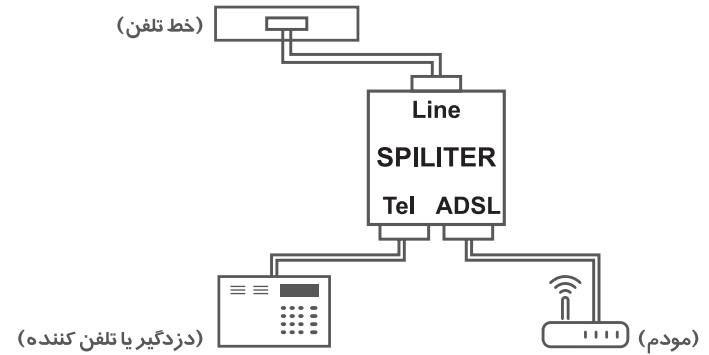 (خط تلفن)
Line
SPILITER
Tel ADSL
(دزدگیر یا تلفن کننده)
(مودم)